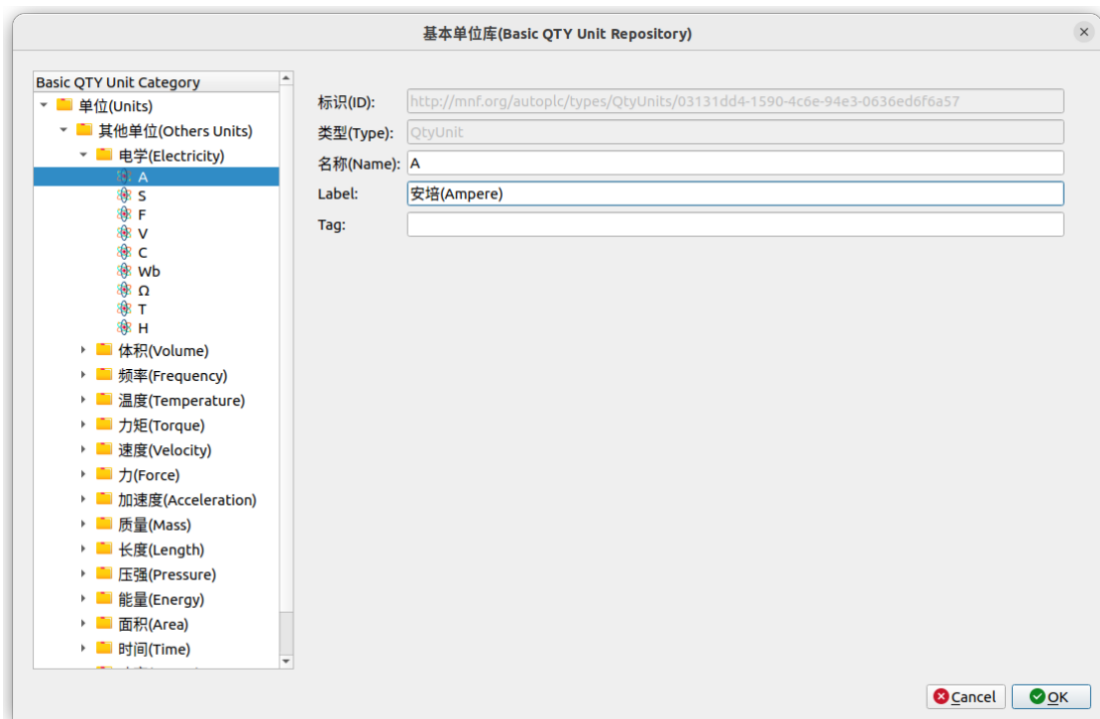 基本单位库(Basic QTY Unit Repository)
Basic QTY Unit Category
单位(Units)
其他单位(Others Units)
电学(Electricity)
A
S
F
V
C
Wb
Ω
T
H
体积(Volume)
频率(Frequency)
温度(Temperature)
力矩(Torque)
速度(Velocity)
力(Force)
加速度(Acceleration)
质量(Mass)
长度(Length)
压强(Pressure)
能量(Energy)
面积(Area)
时间(Time)
标识(ID): http://mnf.org/autoplc/types/QtyUnits/03131dd4-1590-4c6e-94e3-0636ed6f6a57
类型(Type): QtyUnit
名称(Name): A
Label: 安培(Ampere)
Tag:
Cancel OK